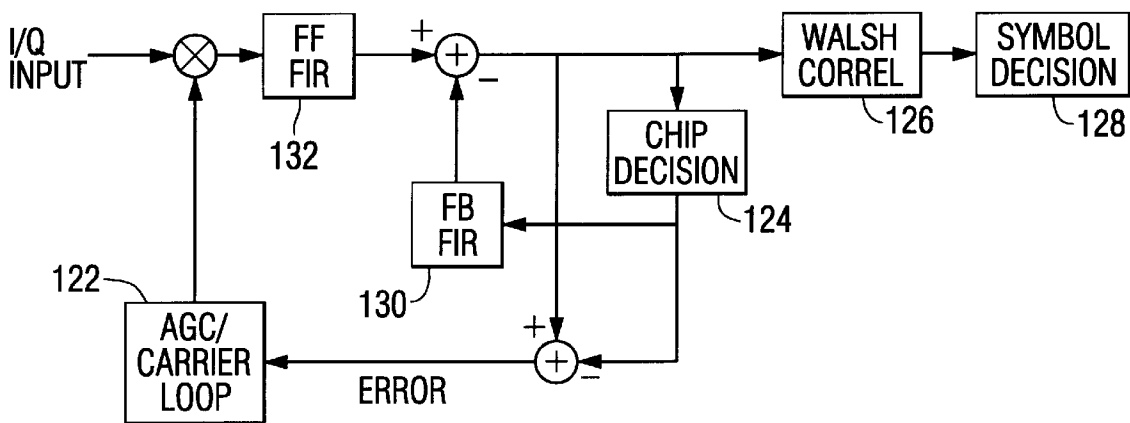 I/Q
INPUT
FF
FIR
132
+
+
−
WALSH
CORREL
126
SYMBOL
DECISION
128
CHIP
DECISION
124
FB
FIR
130
122
AGC/
CARRIER
LOOP
ERROR
+
+
−